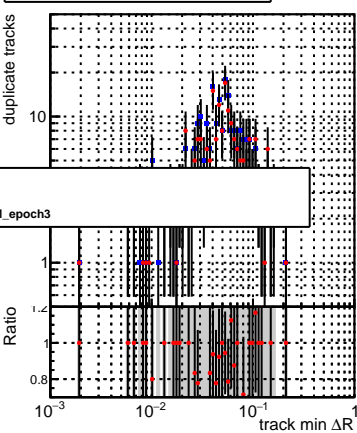 duplicate tracks
10
l_epoch3
1
Ratio
1.2
1
0.8
10⁻³
10⁻²
10⁻¹
1
track min ΔR